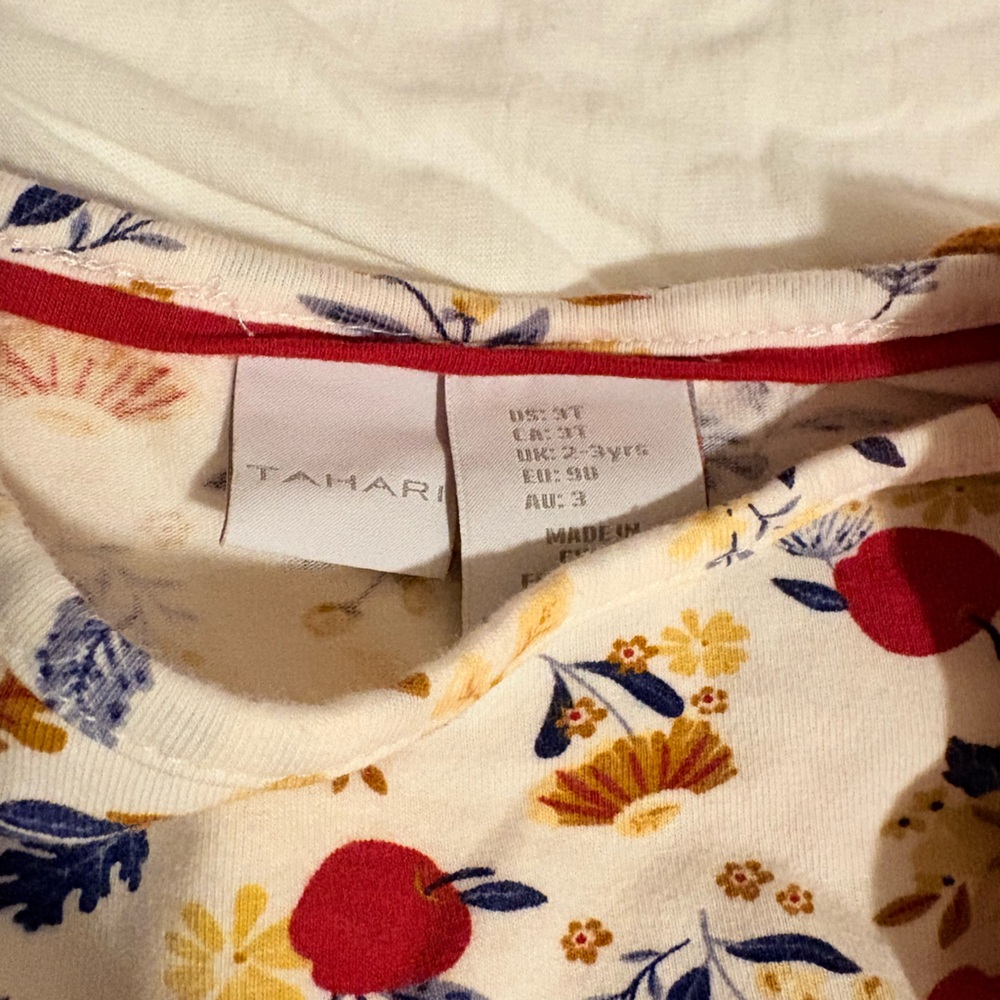 TAHARI
US: 3T
CA: 3T
UK: 2-3yrs
EU: 98
AU: 3
MADE IN